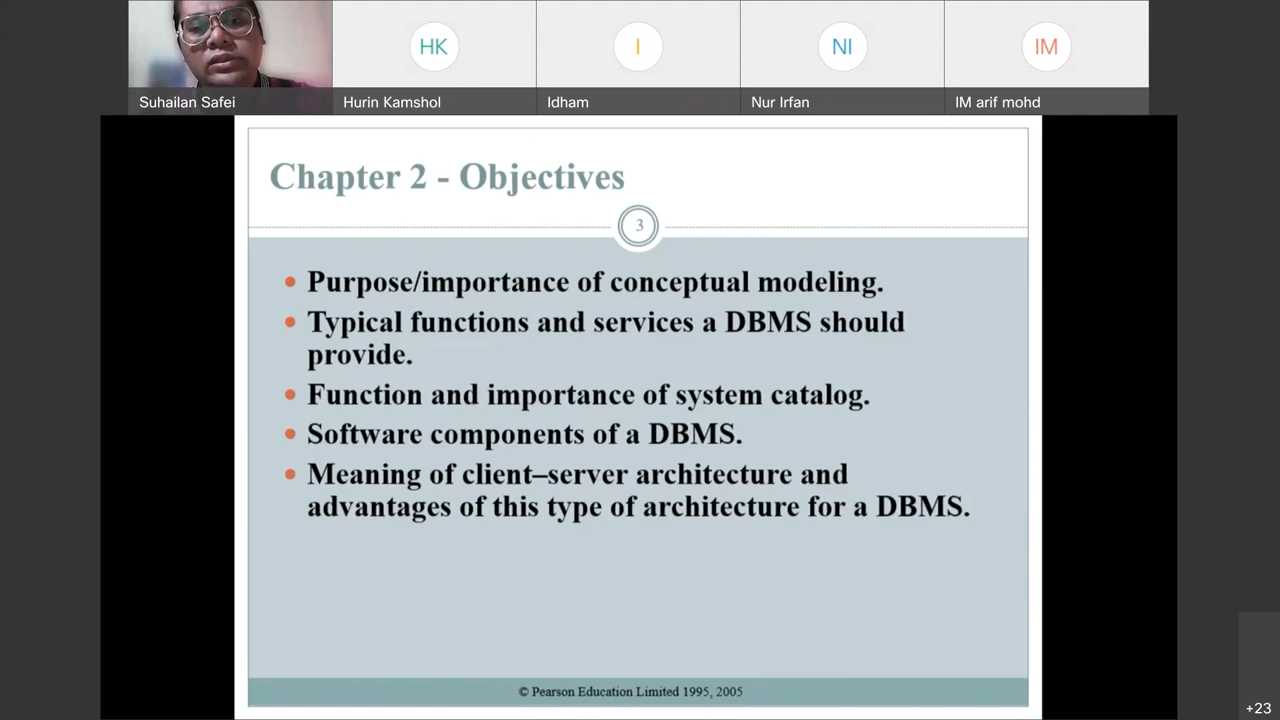 HK
I
NI
IM
Suhailan Safei
Hurin Kamshol
Idham
Nur Irfan
IM arif mohd
Chapter 2 - Objectives
3
• Purpose/importance of conceptual modeling.
• Typical functions and services a DBMS should
provide.
• Function and importance of system catalog.
• Software components of a DBMS.
• Meaning of client–server architecture and
advantages of this type of architecture for a DBMS.
© Pearson Education Limited 1995, 2005
+23